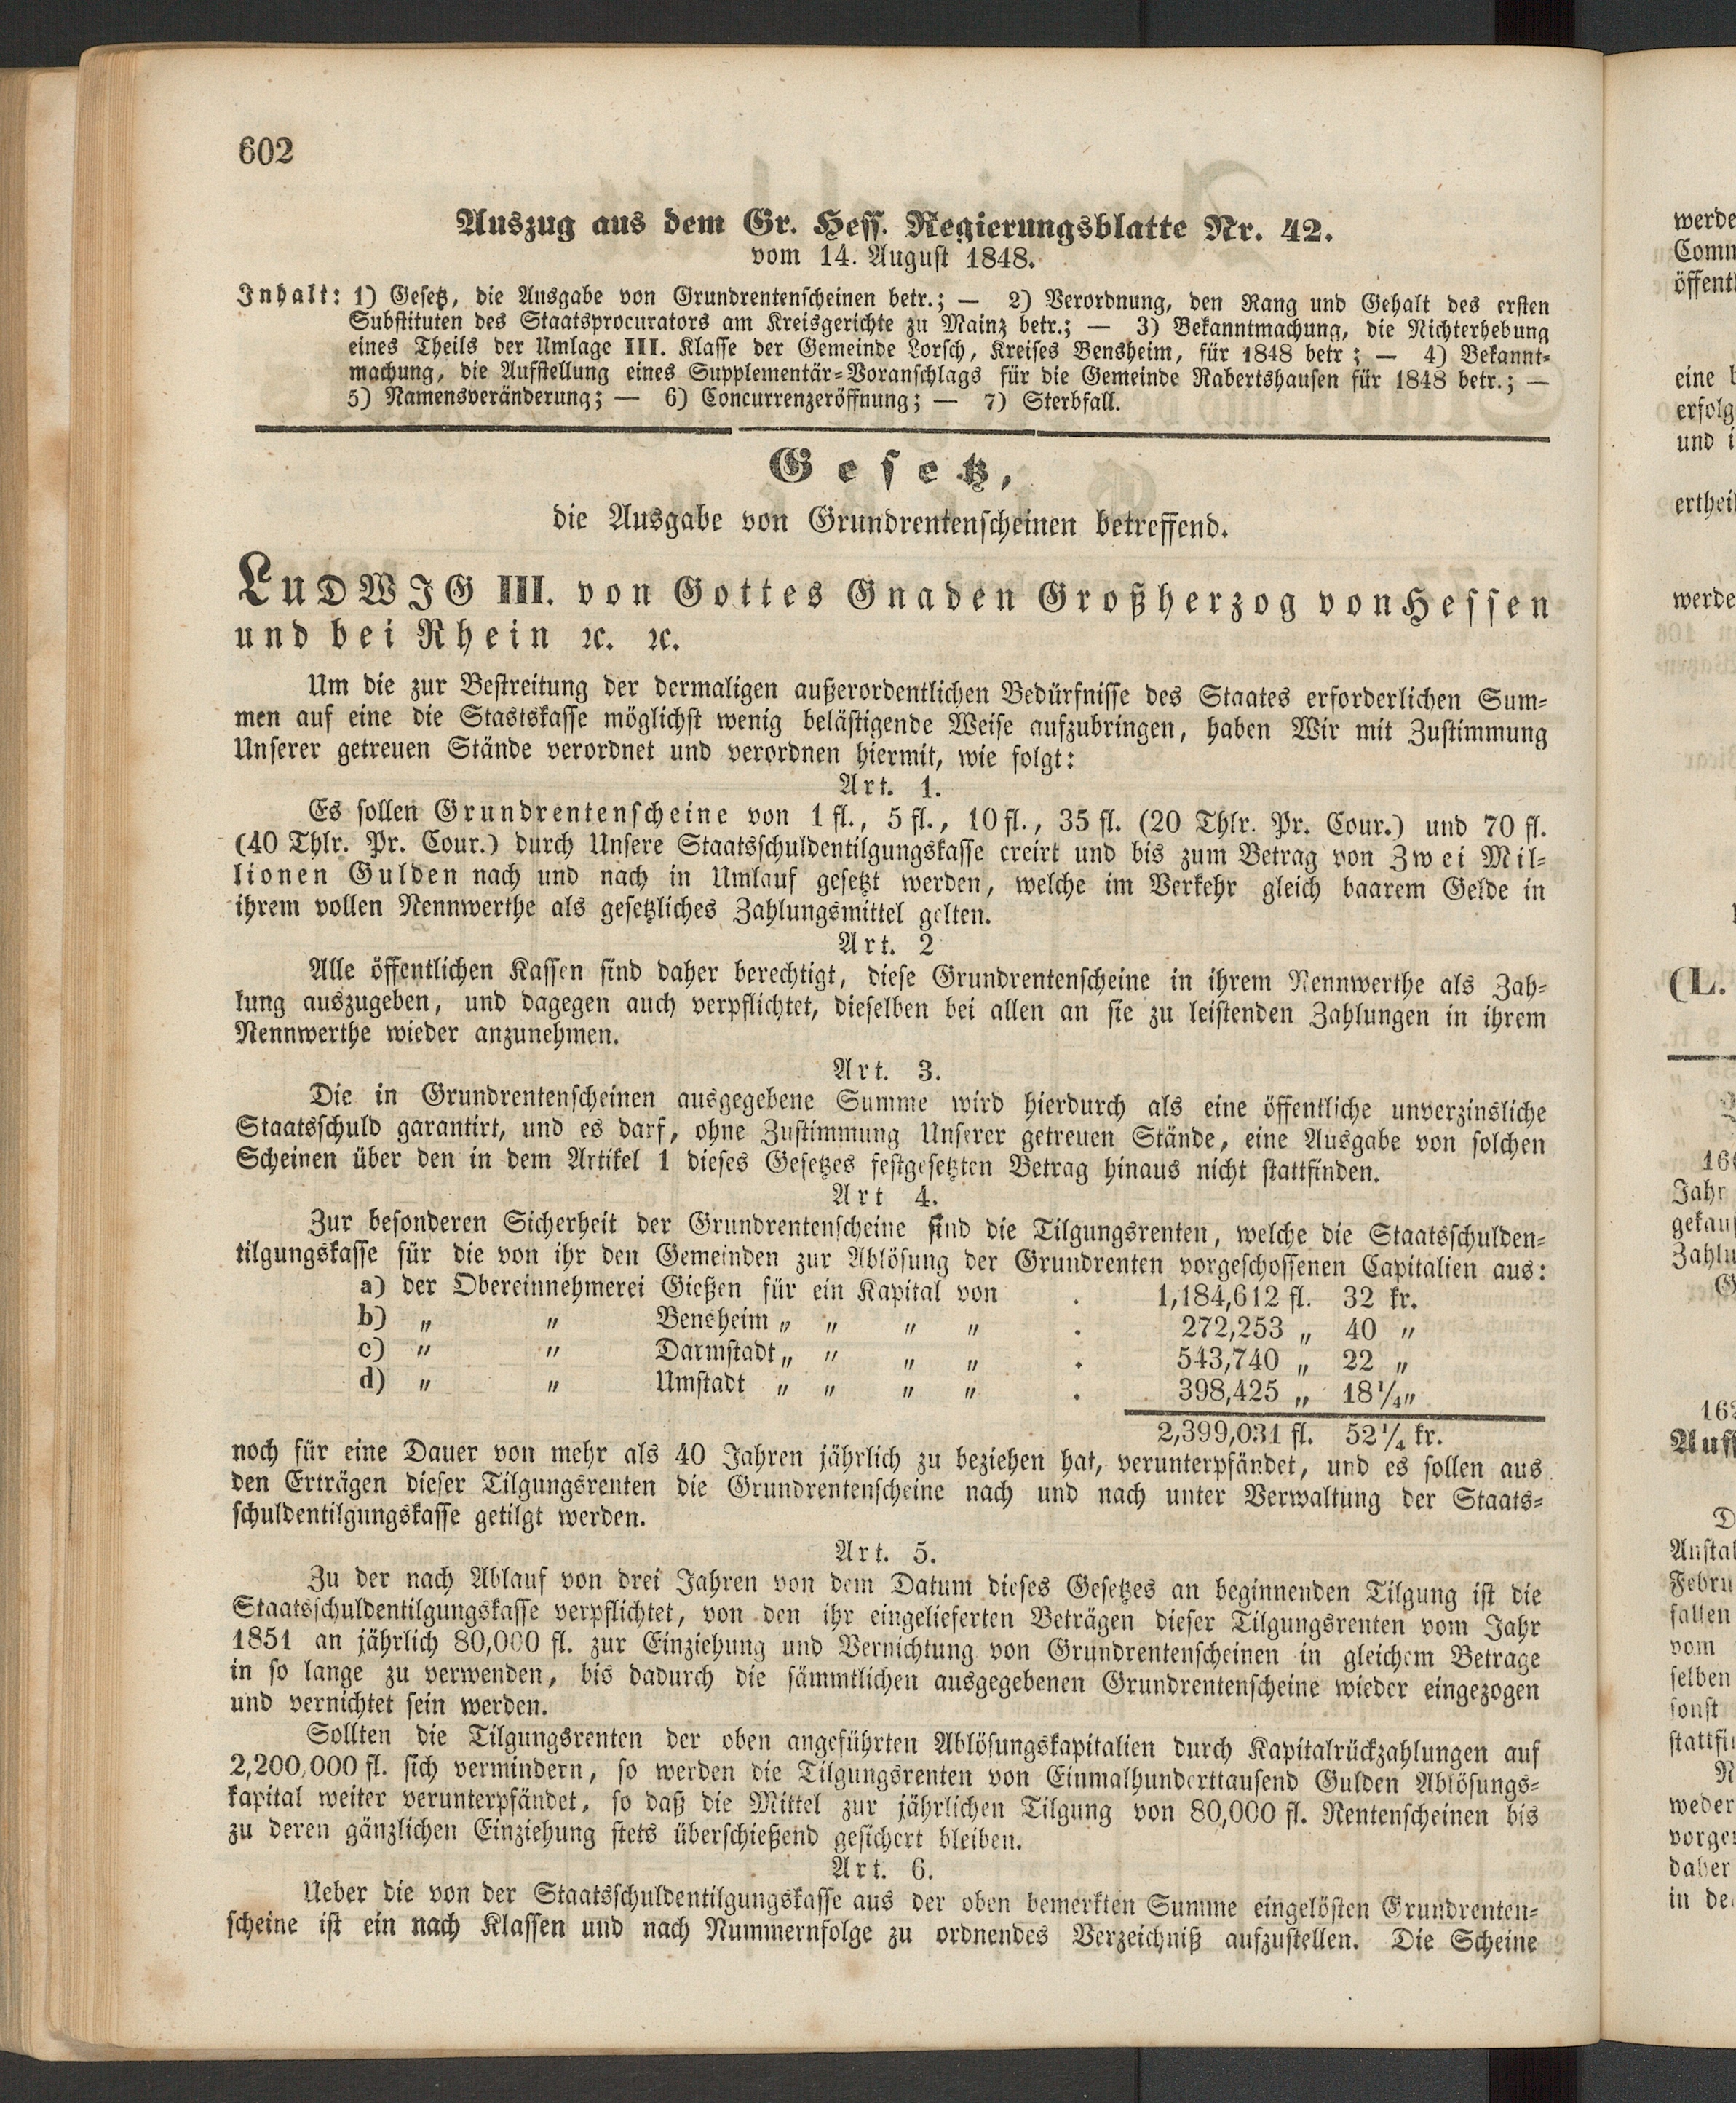 602
Auszug aus dem Gr. Hess. Regierungsblatte Nr. 42.
vom 14. August 1848.
Inhalt: 1) Gesetz, die Ausgabe von Grundrentenscheinen betr.; — 2) Verordnung, den Rang und Gehalt des ersten
Substituten des Staatsprocurators am Kreisgerichte zu Mainz betr.; — 3) Bekanntmachung, die Nichterhebung
eines Theils der Umlage III. Klasse der Gemeinde Lorsch, Kreises Bensheim, für 1848 betr; — 4) Bekannt-
machung, die Aufstellung eines Supplementär-Voranschlags für die Gemeinde Rabertshausen für 1848 betr.; —
5) Namensveränderung; — 6) Concurrenzeröffnung; — 7) Sterbfall.
Gesetz,
die Ausgabe von Grundrentenscheinen betreffend.
LUDWIG III. von Gottes Gnaden Großherzog von Hessen
und bei Rhein ꝛc. ꝛc.
Um die zur Bestreitung der dermaligen außerordentlichen Bedürfnisse des Staates erforderlichen Sum-
men auf eine die Stastskasse möglichst wenig belästigende Weise aufzubringen, haben Wir mit Zustimmung
Unserer getreuen Stände verordnet und verordnen hiermit, wie folgt:
Art. 1.
Es sollen Grundrentenscheine von 1 fl., 5 fl., 10 fl., 35 fl. (20 Thlr. Pr. Cour.) und 70 fl.
(40 Thlr. Pr. Cour.) durch Unsere Staatsschuldentilgungskasse creirt und bis zum Betrag von Zwei Mil-
lionen Gulden nach und nach in Umlauf gesetzt werden, welche im Verkehr gleich baarem Gelde in
ihrem vollen Nennwerthe als gesetzliches Zahlungsmittel gelten.
Art. 2
Alle öffentlichen Kassen sind daher berechtigt, diese Grundrentenscheine in ihrem Nennwerthe als Zah-
lung auszugeben, und dagegen auch verpflichtet, dieselben bei allen an sie zu leistenden Zahlungen in ihrem
Nennwerthe wieder anzunehmen.
Art. 3.
Die in Grundrentenscheinen ausgegebene Summe wird hierdurch als eine öffentliche unverzinsliche
Staatsschuld garantirt, und es darf, ohne Zustimmung Unserer getreuen Stände, eine Ausgabe von solchen
Scheinen über den in dem Artikel 1 dieses Gesetzes festgesetzten Betrag hinaus nicht stattfinden.
Art 4.
Zur besonderen Sicherheit der Grundrentenscheine sind die Tilgungsrenten, welche die Staatsschulden-
tilgungskasse für die von ihr den Gemeinden zur Ablösung der Grundrenten vorgeschossenen Capitalien aus:
a) der Obereinnehmerei Gießen für ein Kapital von . 1,184,612 fl. 32 kr.
b) „ „ Bensheim „ „ „ „ . 272,253 „ 40 „
c) „ „ Darmstadt „ „ „ „ . 543,740 „ 22 „
d) „ „ Umstadt „ „ „ „ . 398,425 „ 18¼ „
2,399,031 fl. 52¼ kr.
noch für eine Dauer von mehr als 40 Jahren jährlich zu beziehen hat, verunterpfändet, und es sollen aus
den Erträgen dieser Tilgungsrenten die Grundrentenscheine nach und nach unter Verwaltung der Staats-
schuldentilgungskasse getilgt werden.
Art. 5.
Zu der nach Ablauf von drei Jahren von dem Datum dieses Gesetzes an beginnenden Tilgung ist die
Staatsschuldentilgungskasse verpflichtet, von den ihr eingelieferten Beträgen dieser Tilgungsrenten vom Jahr
1851 an jährlich 80,000 fl. zur Einziehung und Vernichtung von Grundrentenscheinen in gleichem Betrage
in so lange zu verwenden, bis dadurch die sämmtlichen ausgegebenen Grundrentenscheine wieder eingezogen
und vernichtet sein werden.
Sollten die Tilgungsrenten der oben angeführten Ablösungskapitalien durch Kapitalrückzahlungen auf
2,200,000 fl. sich vermindern, so werden die Tilgungsrenten von Einmalhunderttausend Gulden Ablösungs-
kapital weiter verunterpfändet, so daß die Mittel zur jährlichen Tilgung von 80,000 fl. Rentenscheinen bis
zu deren gänzlichen Einziehung stets überschießend gesichert bleiben.
Art. 6.
Ueber die von der Staatsschuldentilgungskasse aus der oben bemerkten Summe eingelösten Grundrenten-
scheine ist ein nach Klassen und nach Nummernfolge zu ordnendes Verzeichniß aufzustellen. Die Scheine